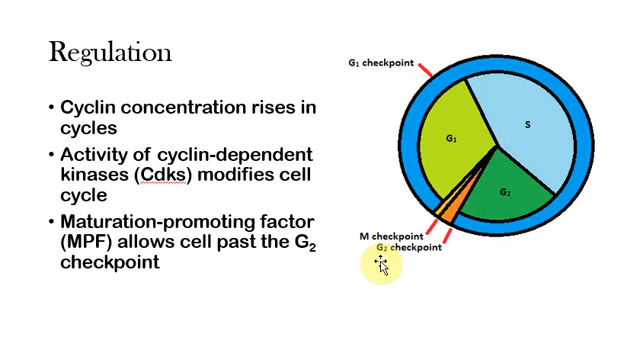 Regulation
• Cyclin concentration rises in
cycles
• Activity of cyclin-dependent
kinases (Cdks) modifies cell
cycle
• Maturation-promoting factor
(MPF) allows cell past the G₂
checkpoint
G₁ checkpoint
S
G₁
G₂
M checkpoint
G₂ checkpoint